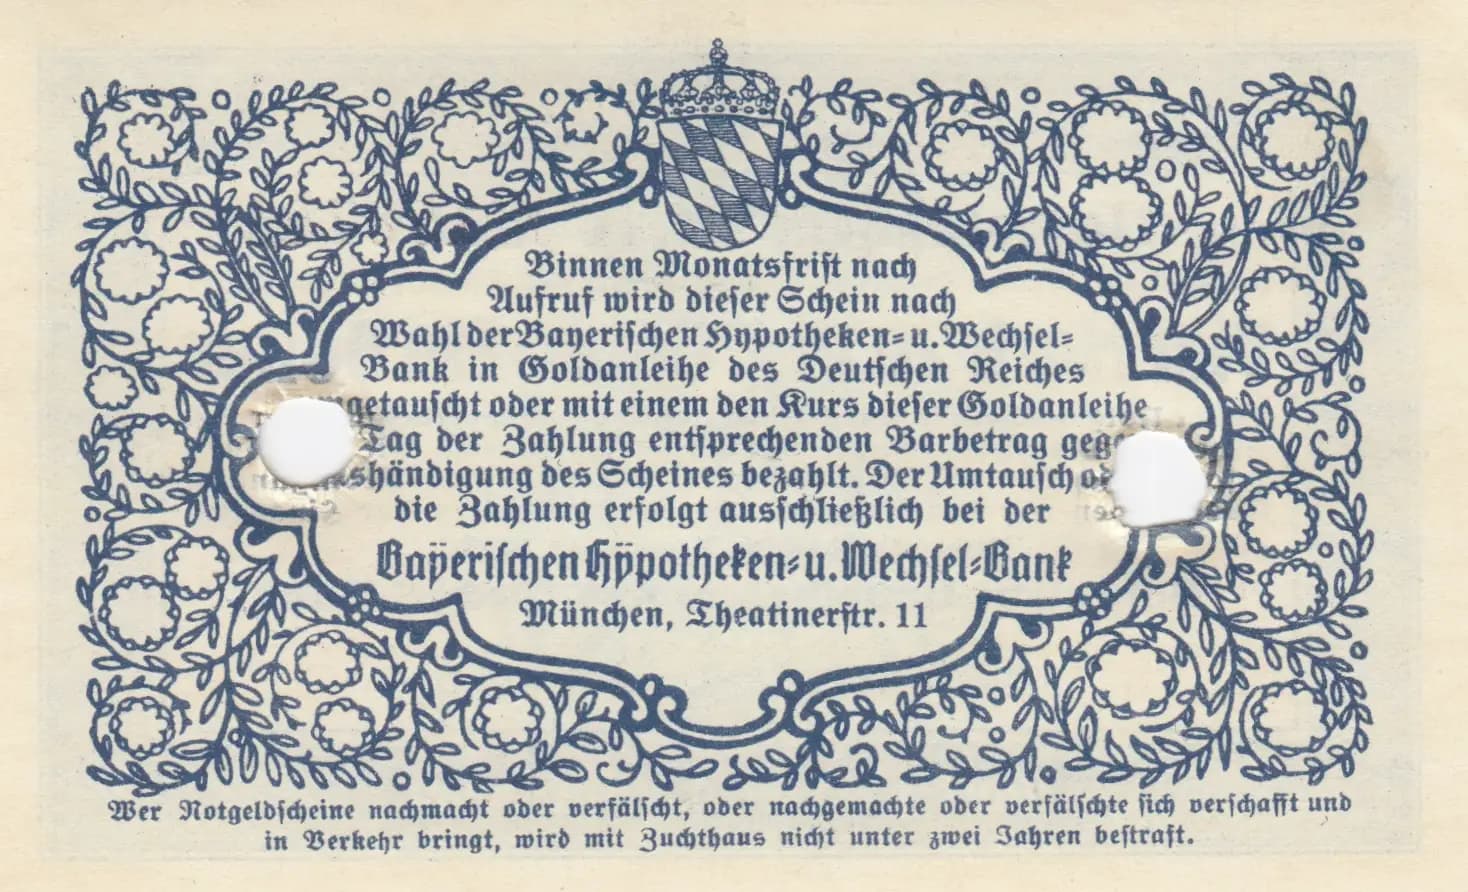 Binnen Monatsfrist nach
Aufruf wird dieser Schein nach
Wahl der Bayerischen Hypotheken- u. Wechsel-
Bank in Goldanleihe des Deutschen Reiches
getauscht oder mit einem den Kurs dieser Goldanleihe
Tag der Zahlung entsprechenden Barbetrag geg
shändigung des Scheines bezahlt. Der Umtausch o
die Zahlung erfolgt ausschließlich bei der
Bayerischen Hypotheken- u. Wechsel-Bank
München, Theatinerstr. 11
Wer Notgeldscheine nachmacht oder verfälscht, oder nachgemachte oder verfälschte sich verschafft und
in Verkehr bringt, wird mit Zuchthaus nicht unter zwei Jahren bestraft.